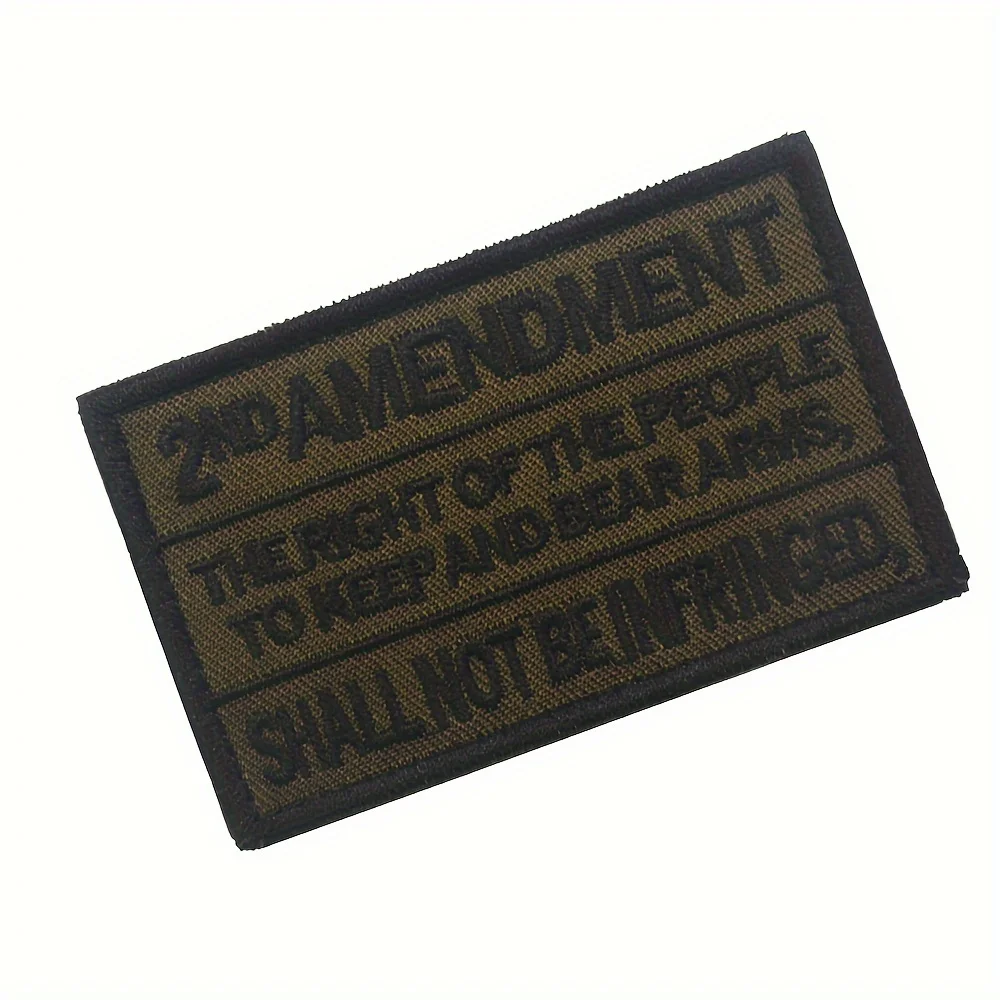 2ND AMENDMENT
THE RIGHT OF THE PEOPLE
TO KEEP AND BEAR ARMS,
SHALL NOT BE INFRINGED,